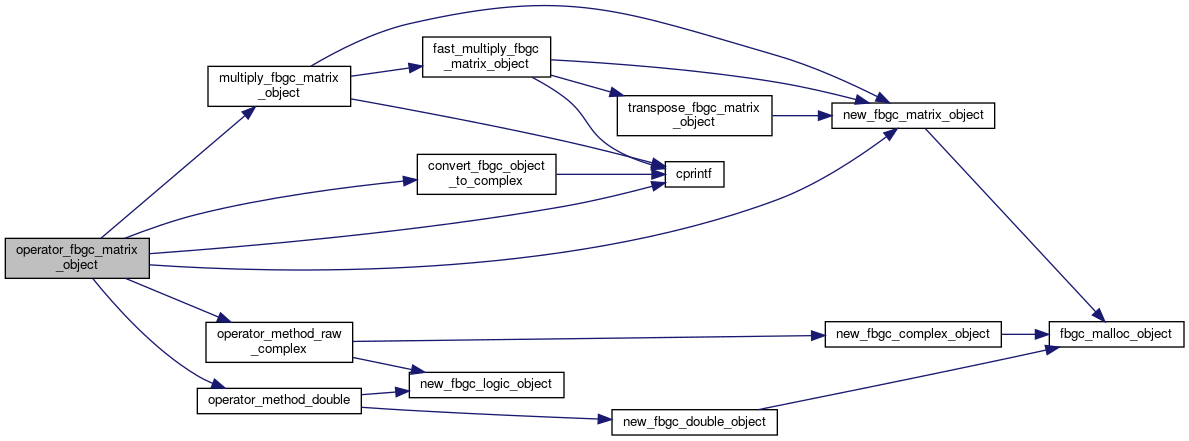 fast_multiply_fbgc
_matrix_object
multiply_fbgc_matrix
_object
transpose_fbgc_matrix
_object
new_fbgc_matrix_object
convert_fbgc_object
_to_complex
cprintf
operator_fbgc_matrix
_object
operator_method_raw
_complex
new_fbgc_complex_object
fbgc_malloc_object
new_fbgc_logic_object
operator_method_double
new_fbgc_double_object